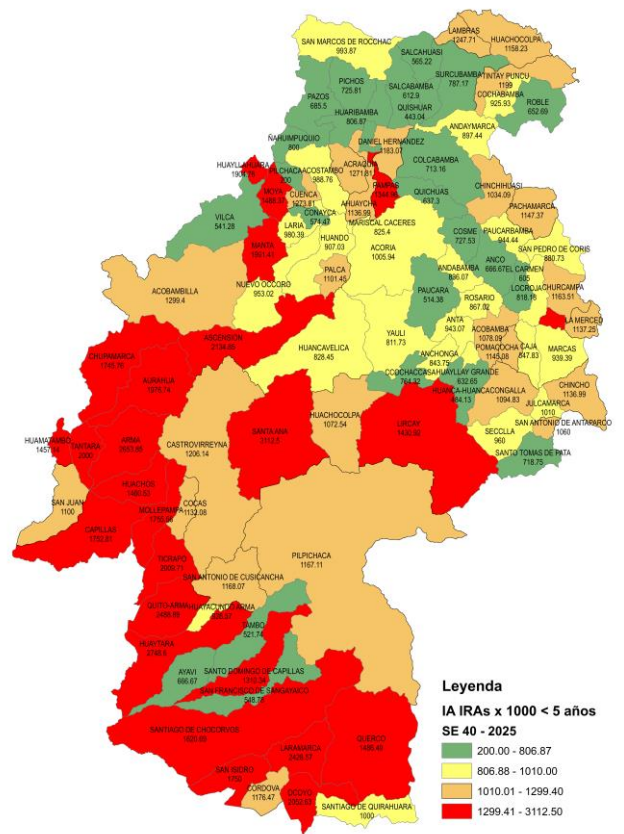 LAMBRAS
1247.71
HUACHOCOLPA
1158.23
SAN MARCOS DE ROCCHAC
993.87
SALCAHUASI
565.22
SURCUBAMBA
787.17
TINTAY PUNCU
1199
PICHOS
725.81
SALCABAMBA
612.9
COCHABAMBA
925.93
ROBLE
652.69
PAZOS
685.5
QUISHUAR
443.04
HUARIBAMBA
806.87
ANDAYMARCA
897.44
ÑAHUIMPUQUIO
800
DANIEL HERNANDEZ
1183.07
COLCABAMBA
713.16
HUAYLLAHUARA
ACOSTAMBO
988.76
ACRAQUIA
1271.81
PAMPAS
CHINCHIHUASI
1034.09
MOYA
CUENCA
1273.81
QUICHUAS
637.3
PACHAMARCA
1147.37
AHUAYCHA
1136.99
VILCA
541.28
CONAYCA
574.47
MARISCAL CACERES
825.4
LARIA
980.39
COSME
727.53
PAUCARBAMBA
944.44
HUANDO
907.03
SAN PEDRO DE CORIS
880.73
MANTA
ACORIA
1005.94
ANCO
666.67
EL CARMEN
605
ANDABAMBA
PALCA
1101.45
ACOBAMBILLA
1299.4
NUEVO OCCORO
953.02
PAUCARA
514.38
ROSARIO
LOCROJA
CHURCAMPA
1163.51
LA MERCED
1137.25
ANTA
943.07
ACOBAMBA
1078.09
ASCENSION
HUANCAVELICA
828.45
YAULI
811.73
POMACOCHA
1145.08
CAJA
847.83
MARCAS
939.39
ANCHONGA
843.75
CHUPAMARCA
CCOCHACCASA
764.32
HUAYLLAY GRANDE
632.65
AURAHUA
HUANCA-HUANCA
CONGALLA
1094.83
CHINCHO
1136.99
JULCAMARCA
1010
SAN ANTONIO DE ANTAPARCO
1060
HUACHOCOLPA
1072.54
LIRCAY
SANTA ANA
3112.5
HUAMATAMBO
TANTARA
2000
ARMA
CASTROVIRREYNA
1206.14
SECCLLA
960
SANTO TOMAS DE PATA
718.75
HUACHOS
SAN JUAN
1100
MOLLEPAMPA
COCAS
1132.08
CAPILLAS
PILPICHACA
1167.11
TICRAPO
SAN ANTONIO DE CUSICANCHA
1168.07
QUITO-ARMA
HUAYACUNDO ARMA
TAMBO
521.74
HUAYTARA
AYAVI
666.67
SANTO DOMINGO DE CAPILLAS
SAN FRANCISCO DE SANGAYAICO
SANTIAGO DE CHOCORVOS
QUERCO
LARAMARCA
SAN ISIDRO
CORDOVA
1176.47
OCOYO
SANTIAGO DE QUIRAHUARA
1000
Leyenda
IA IRAs x 1000 < 5 años
SE 40 - 2025
200.00 - 806.87
806.88 - 1010.00
1010.01 - 1299.40
1299.41 - 3112.50